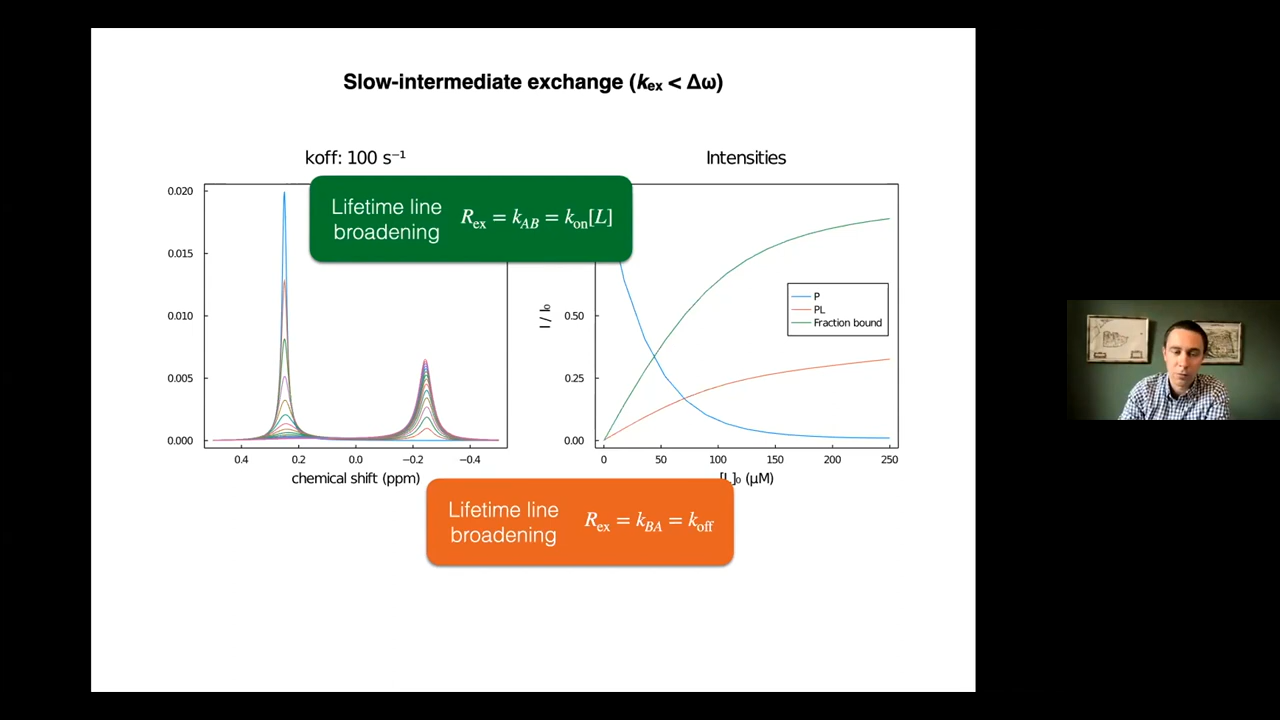 Slow-intermediate exchange (kex < Δω)
koff: 100 s⁻¹
Intensities
Lifetime line
broadening
Rex = kAB = kon[L]
0.020
0.015
0.010
0.005
0.000
0.4
0.2
0.0
−0.2
−0.4
chemical shift (ppm)
I / I₀
0.50
0.25
0.00
P
PL
Fraction bound
0
50
100
150
200
250
[L]₀ (μM)
Lifetime line
broadening
Rex = kBA = koff